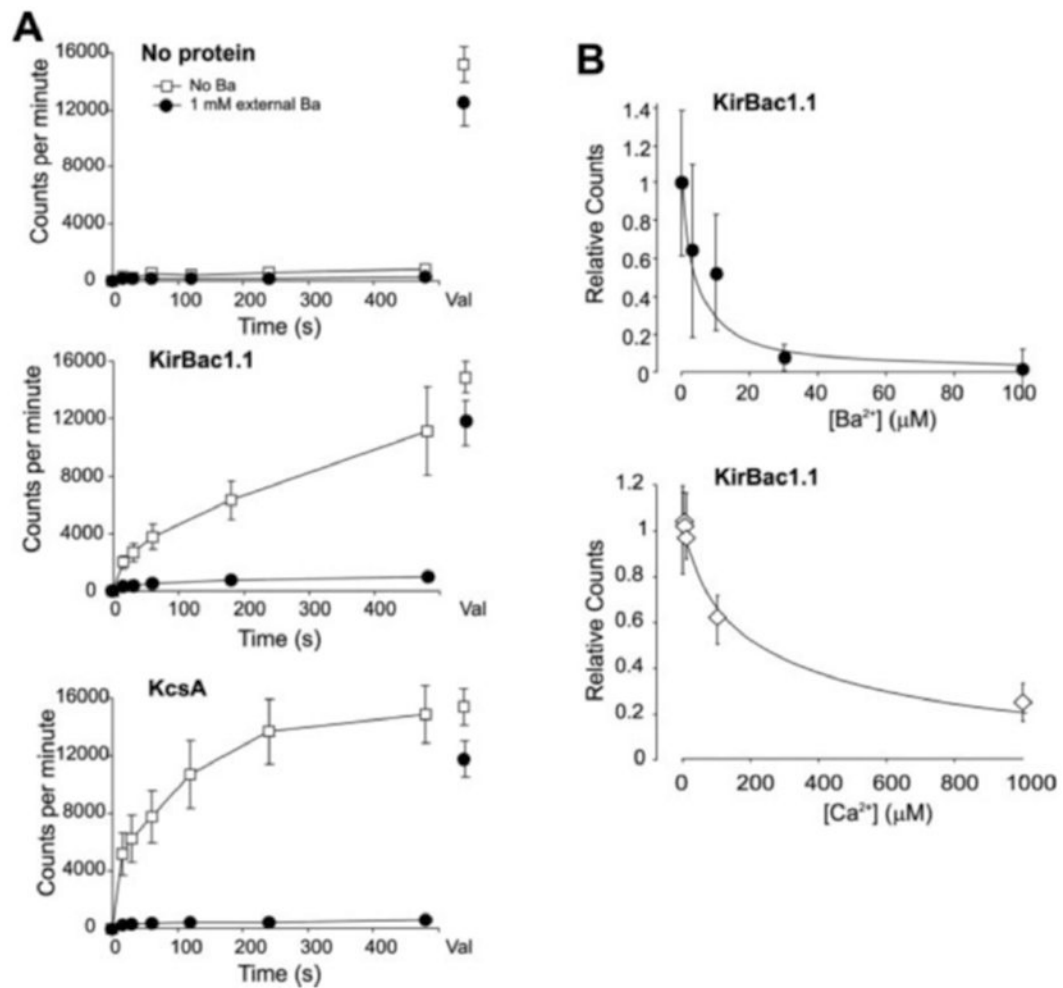 A
No protein
No Ba
1 mM external Ba
Counts per minute
16000
12000
8000
4000
0
0 100 200 300 400 Val
Time (s)
KirBac1.1
Counts per minute
16000
12000
8000
4000
0
0 100 200 300 400 Val
Time (s)
KcsA
Counts per minute
16000
12000
8000
4000
0
0 100 200 300 400 Val
Time (s)
B
KirBac1.1
Relative Counts
1.4
1.2
1
0.8
0.6
0.4
0.2
0
0 20 40 60 80 100
[Ba²⁺] (μM)
KirBac1.1
Relative Counts
1.2
1
0.8
0.6
0.4
0.2
0
0 200 400 600 800 1000
[Ca²⁺] (μM)